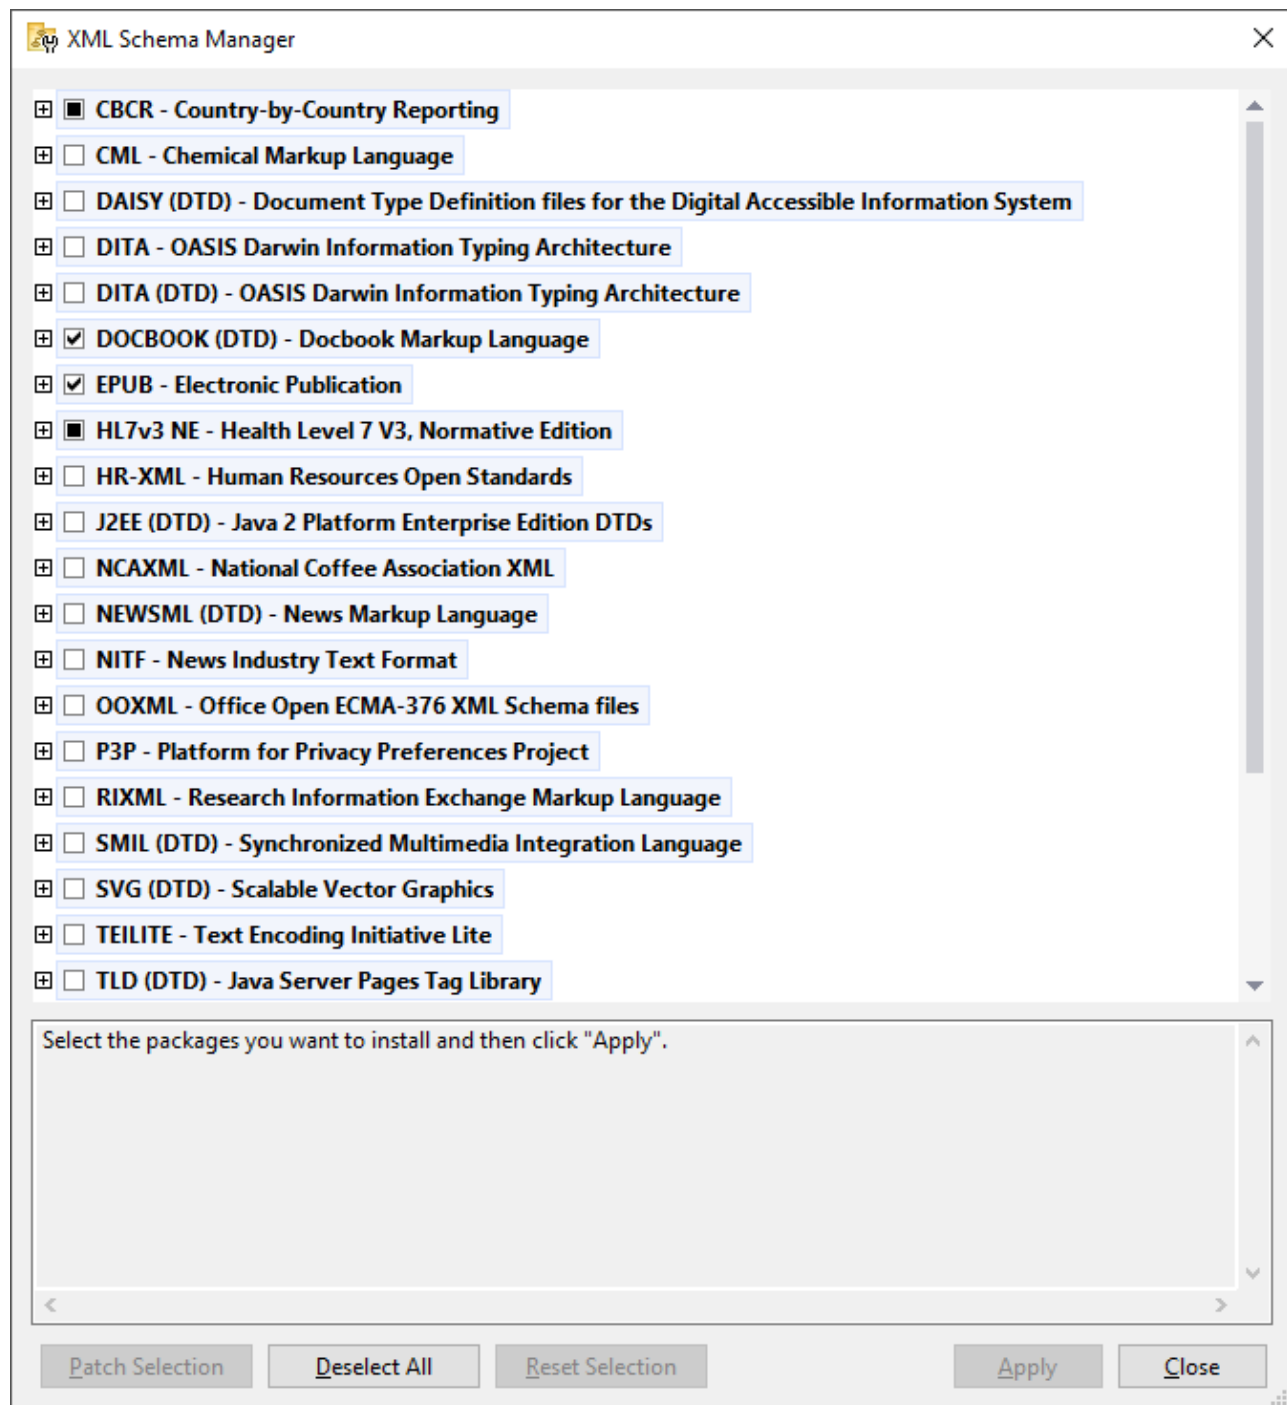 XML Schema Manager
CBCR - Country-by-Country Reporting
CML - Chemical Markup Language
DAISY (DTD) - Document Type Definition files for the Digital Accessible Information System
DITA - OASIS Darwin Information Typing Architecture
DITA (DTD) - OASIS Darwin Information Typing Architecture
DOCBOOK (DTD) - Docbook Markup Language
EPUB - Electronic Publication
HL7v3 NE - Health Level 7 V3, Normative Edition
HR-XML - Human Resources Open Standards
J2EE (DTD) - Java 2 Platform Enterprise Edition DTDs
NCAXML - National Coffee Association XML
NEWSML (DTD) - News Markup Language
NITF - News Industry Text Format
OOXML - Office Open ECMA-376 XML Schema files
P3P - Platform for Privacy Preferences Project
RIXML - Research Information Exchange Markup Language
SMIL (DTD) - Synchronized Multimedia Integration Language
SVG (DTD) - Scalable Vector Graphics
TEILITE - Text Encoding Initiative Lite
TLD (DTD) - Java Server Pages Tag Library
Select the packages you want to install and then click "Apply".
Patch Selection Deselect All Reset Selection Apply Close